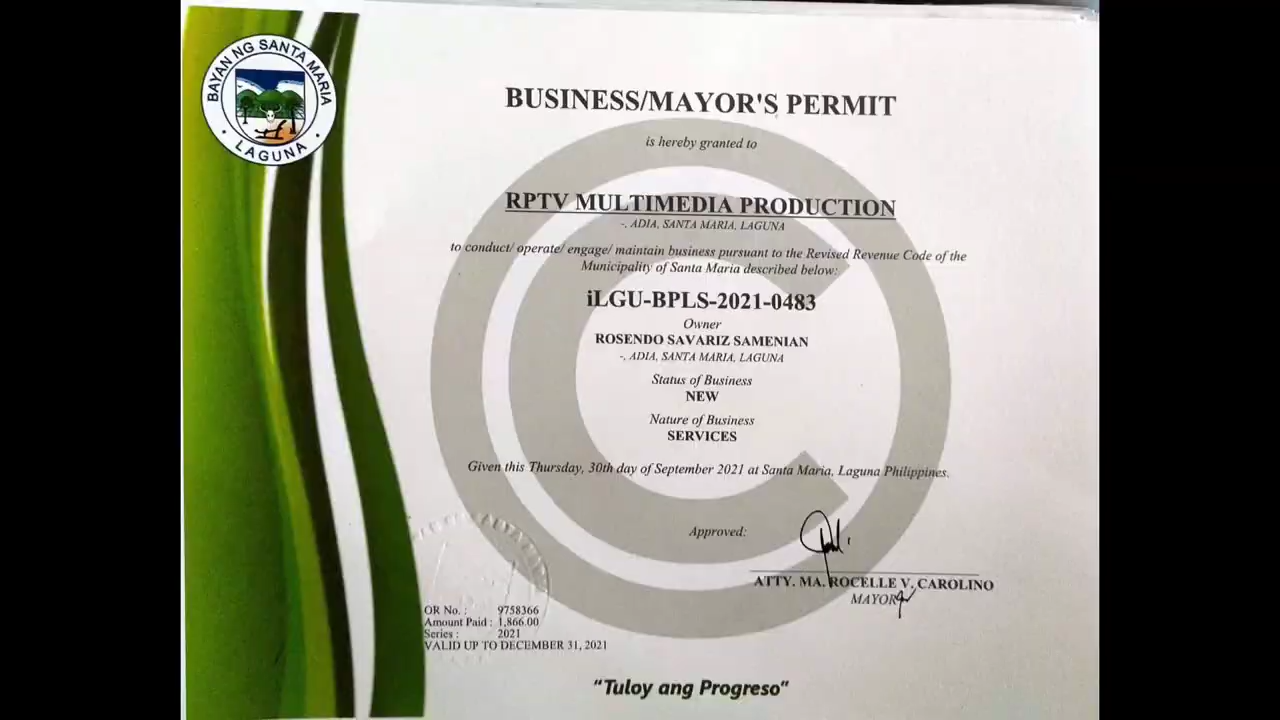 BAYAN NG SANTA MARIA
LAGUNA
BUSINESS/MAYOR'S PERMIT
is hereby granted to
RPTV MULTIMEDIA PRODUCTION
-, ADIA, SANTA MARIA, LAGUNA
to conduct/ operate/ engage/ maintain business pursuant to the Revised Revenue Code of the
Municipality of Santa Maria described below:
iLGU-BPLS-2021-0483
Owner
ROSENDO SAVARIZ SAMENIAN
-, ADIA, SANTA MARIA, LAGUNA
Status of Business
NEW
Nature of Business
SERVICES
Given this Thursday, 30th day of September 2021 at Santa Maria, Laguna Philippines.
Approved:
ATTY. MA. ROCELLE V. CAROLINO
MAYOR
OR No. : 9758366
Amount Paid : 1,866.00
Series : 2021
VALID UP TO DECEMBER 31, 2021
"Tuloy ang Progreso"